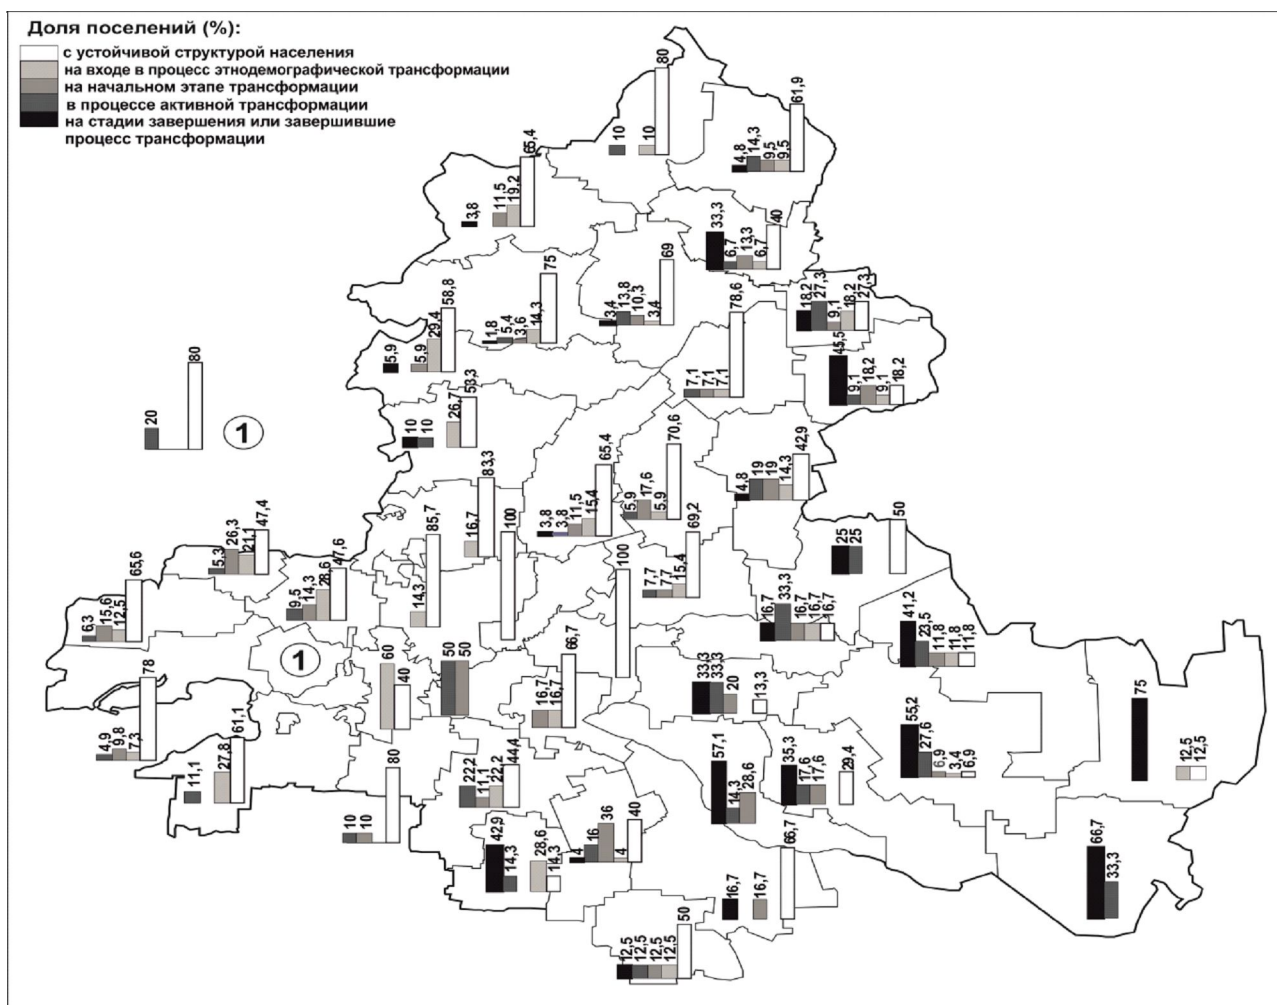 Доля поселений (%):
с устойчивой структурой населения
на входе в процесс этнодемографической трансформации
на начальном этапе трансформации
в процессе активной трансформации
на стадии завершения или завершившие
процесс трансформации
10 10 80
4,8 14,3 9,5 9,5 61,9
3,8 11,5 19,2 65,4
33,3 6,7 13,3 6,7 40
3,4 13,8 10,3 3,4 69
1,8 5,4 3,6 14,3 75
5,9 5,9 29,4 58,8
18,2 27,3 9,1 18,2 27,3
7,1 7,1 7,1 78,6
45,5 9,1 18,2 9,1 18,2
20 80
1
10 10 26,7 53,3
5,9 17,6 5,9 70,6
4,8 19 19 14,3 42,9
3,8 3,8 11,5 15,4 65,4
16,7 83,3
14,3 85,7
100
5,3 26,3 21,1 47,4
25 25 50
7,7 7,7 15,4 69,2
100
6,3 15,6 12,5 65,6
9,5 14,3 28,6 47,6
16,7 33,3 16,7 16,7 16,7
41,2 23,5 11,8 11,8 11,8
1
60 40
50 50
16,7 16,7 66,7
33,3 33,3 20 13,3
4,9 9,8 7,3 78
55,2 27,6 6,9 3,4 6,9
75 12,5 12,5
11,1 27,8 61,1
10 10 80
22,2 11,1 22,2 44,4
57,1 14,3 28,6
35,3 17,6 17,6 29,4
42,9 14,3 28,6 14,3
4 16 36 4 40
16,7 16,7 66,7
66,7 33,3
12,5 12,5 12,5 12,5 50